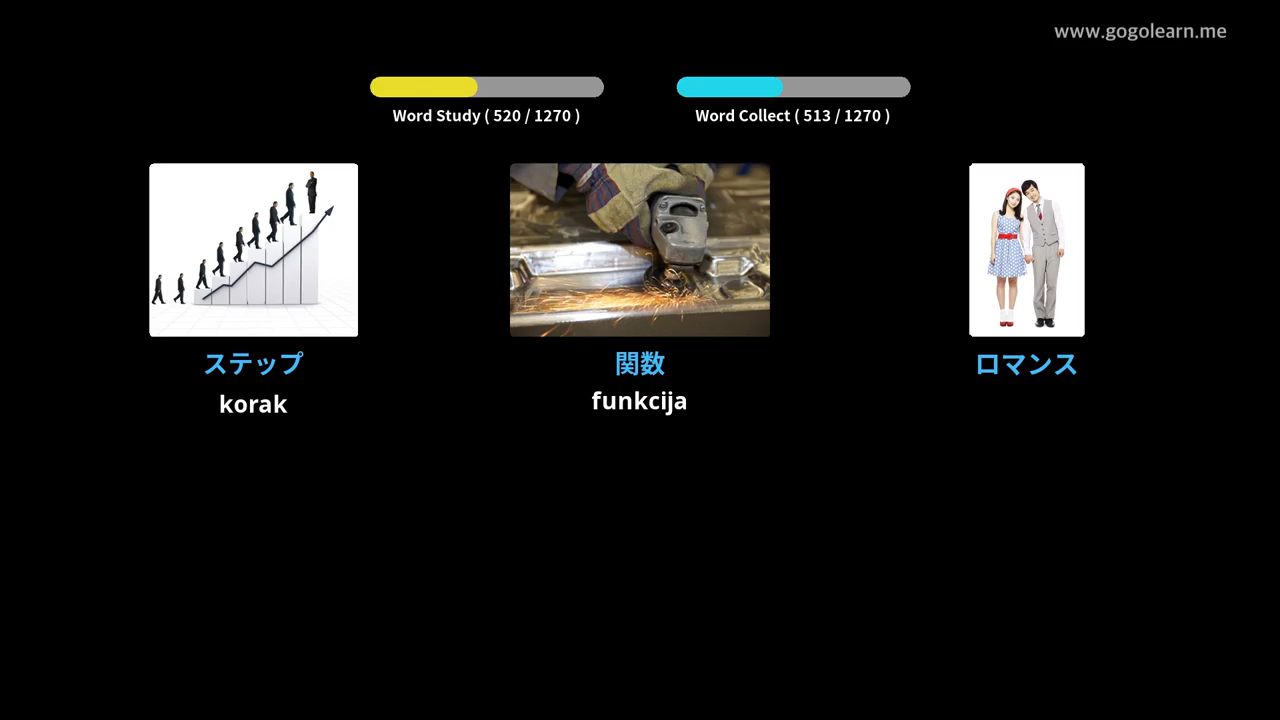 www.gogolearn.me
Word Study ( 520 / 1270 )
Word Collect ( 513 / 1270 )
ステップ
korak
関数
funkcija
ロマンス